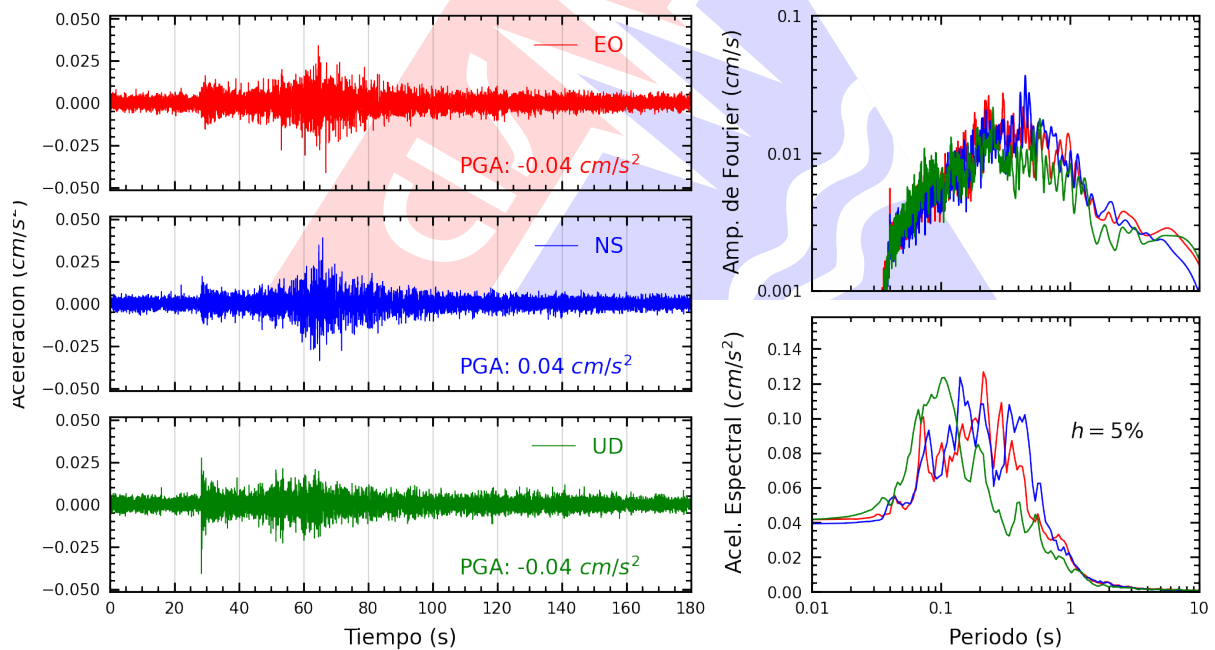 0.050
0.025
0.000
−0.025
−0.050
EO
PGA: -0.04 cm/s²
0.050
0.025
0.000
−0.025
−0.050
NS
PGA: 0.04 cm/s²
0.050
0.025
0.000
−0.025
−0.050
UD
PGA: -0.04 cm/s²
Aceleración (cm/s²)
0 20 40 60 80 100 120 140 160 180
Tiempo (s)
0.1
0.01
0.001
Amp. de Fourier (cm/s)
0.14
0.12
0.10
0.08
0.06
0.04
0.02
0.00
Acel. Espectral (cm/s²)
h = 5%
0.01 0.1 1 10
Periodo (s)